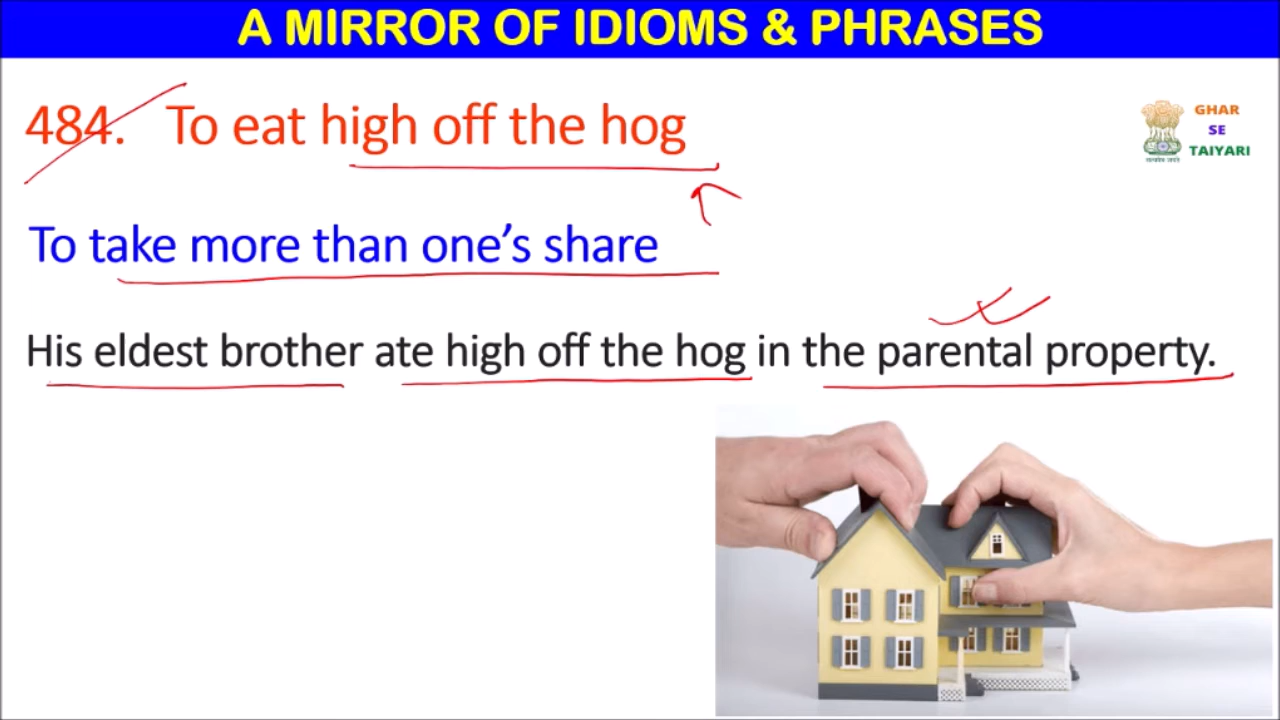 A MIRROR OF IDIOMS & PHRASES
484. To eat high off the hog
GHAR
SE
TAIYARI
To take more than one's share
His eldest brother ate high off the hog in the parental property.